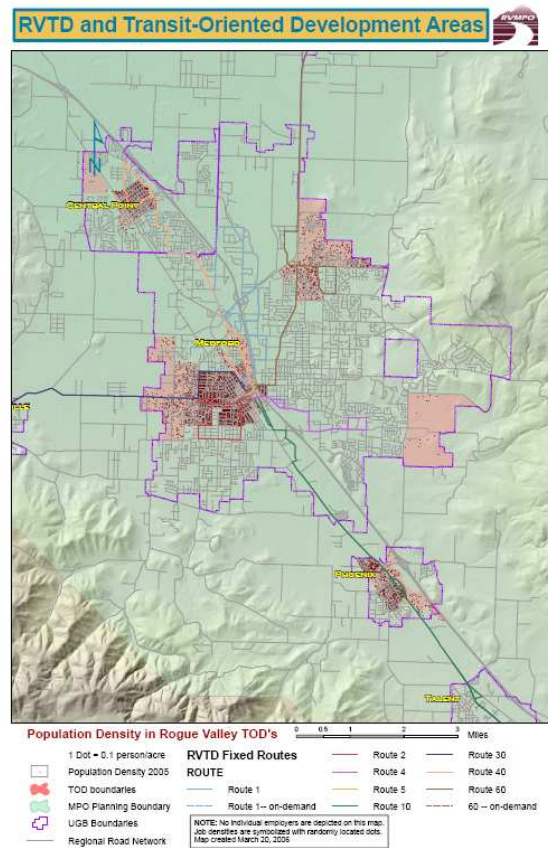 RVTD and Transit-Oriented Development Areas
RVMPO
CENTRAL POINT
MEDFORD
PHOENIX
TALENT
Population Density in Rogue Valley TOD's
0 0.5 1 2 3
Miles
1 Dot = 0.1 person/acre
Population Density 2005
TOD boundaries
MPO Planning Boundary
UGB Boundaries
Regional Road Network
RVTD Fixed Routes
ROUTE
Route 1
Route 1-- on-demand
Route 2
Route 4
Route 5
Route 10
Route 30
Route 40
Route 60
60 -- on-demand
NOTE: No individual employers are depicted on this map.
Job densities are symbolized with randomly located dots.
Map created March 20, 2006